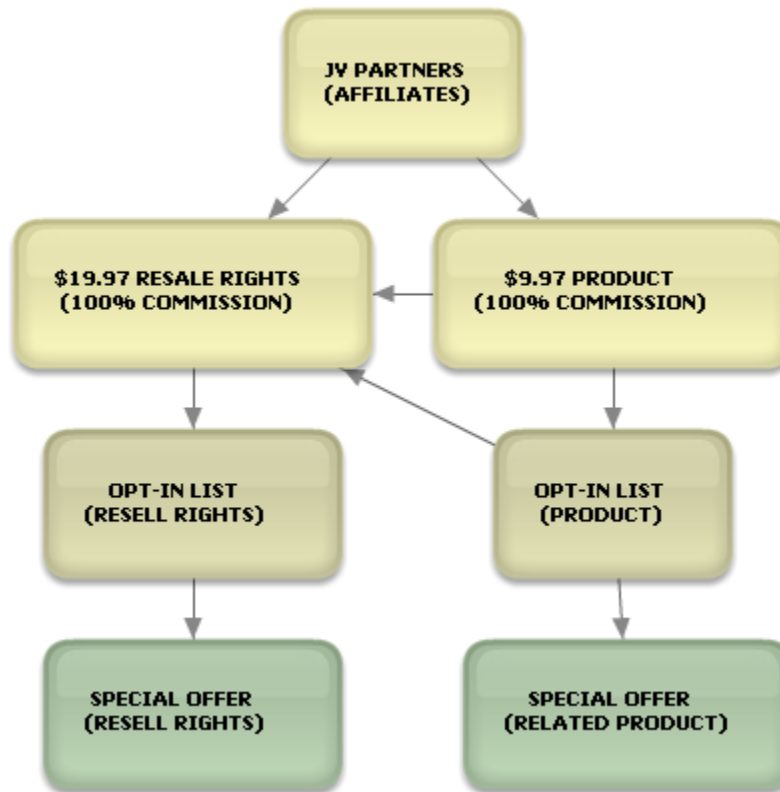 JV PARTNERS
(AFFILIATES)
$19.97 RESALE RIGHTS
(100% COMMISSION)
$9.97 PRODUCT
(100% COMMISSION)
OPT-IN LIST
(RESELL RIGHTS)
OPT-IN LIST
(PRODUCT)
SPECIAL OFFER
(RESELL RIGHTS)
SPECIAL OFFER
(RELATED PRODUCT)